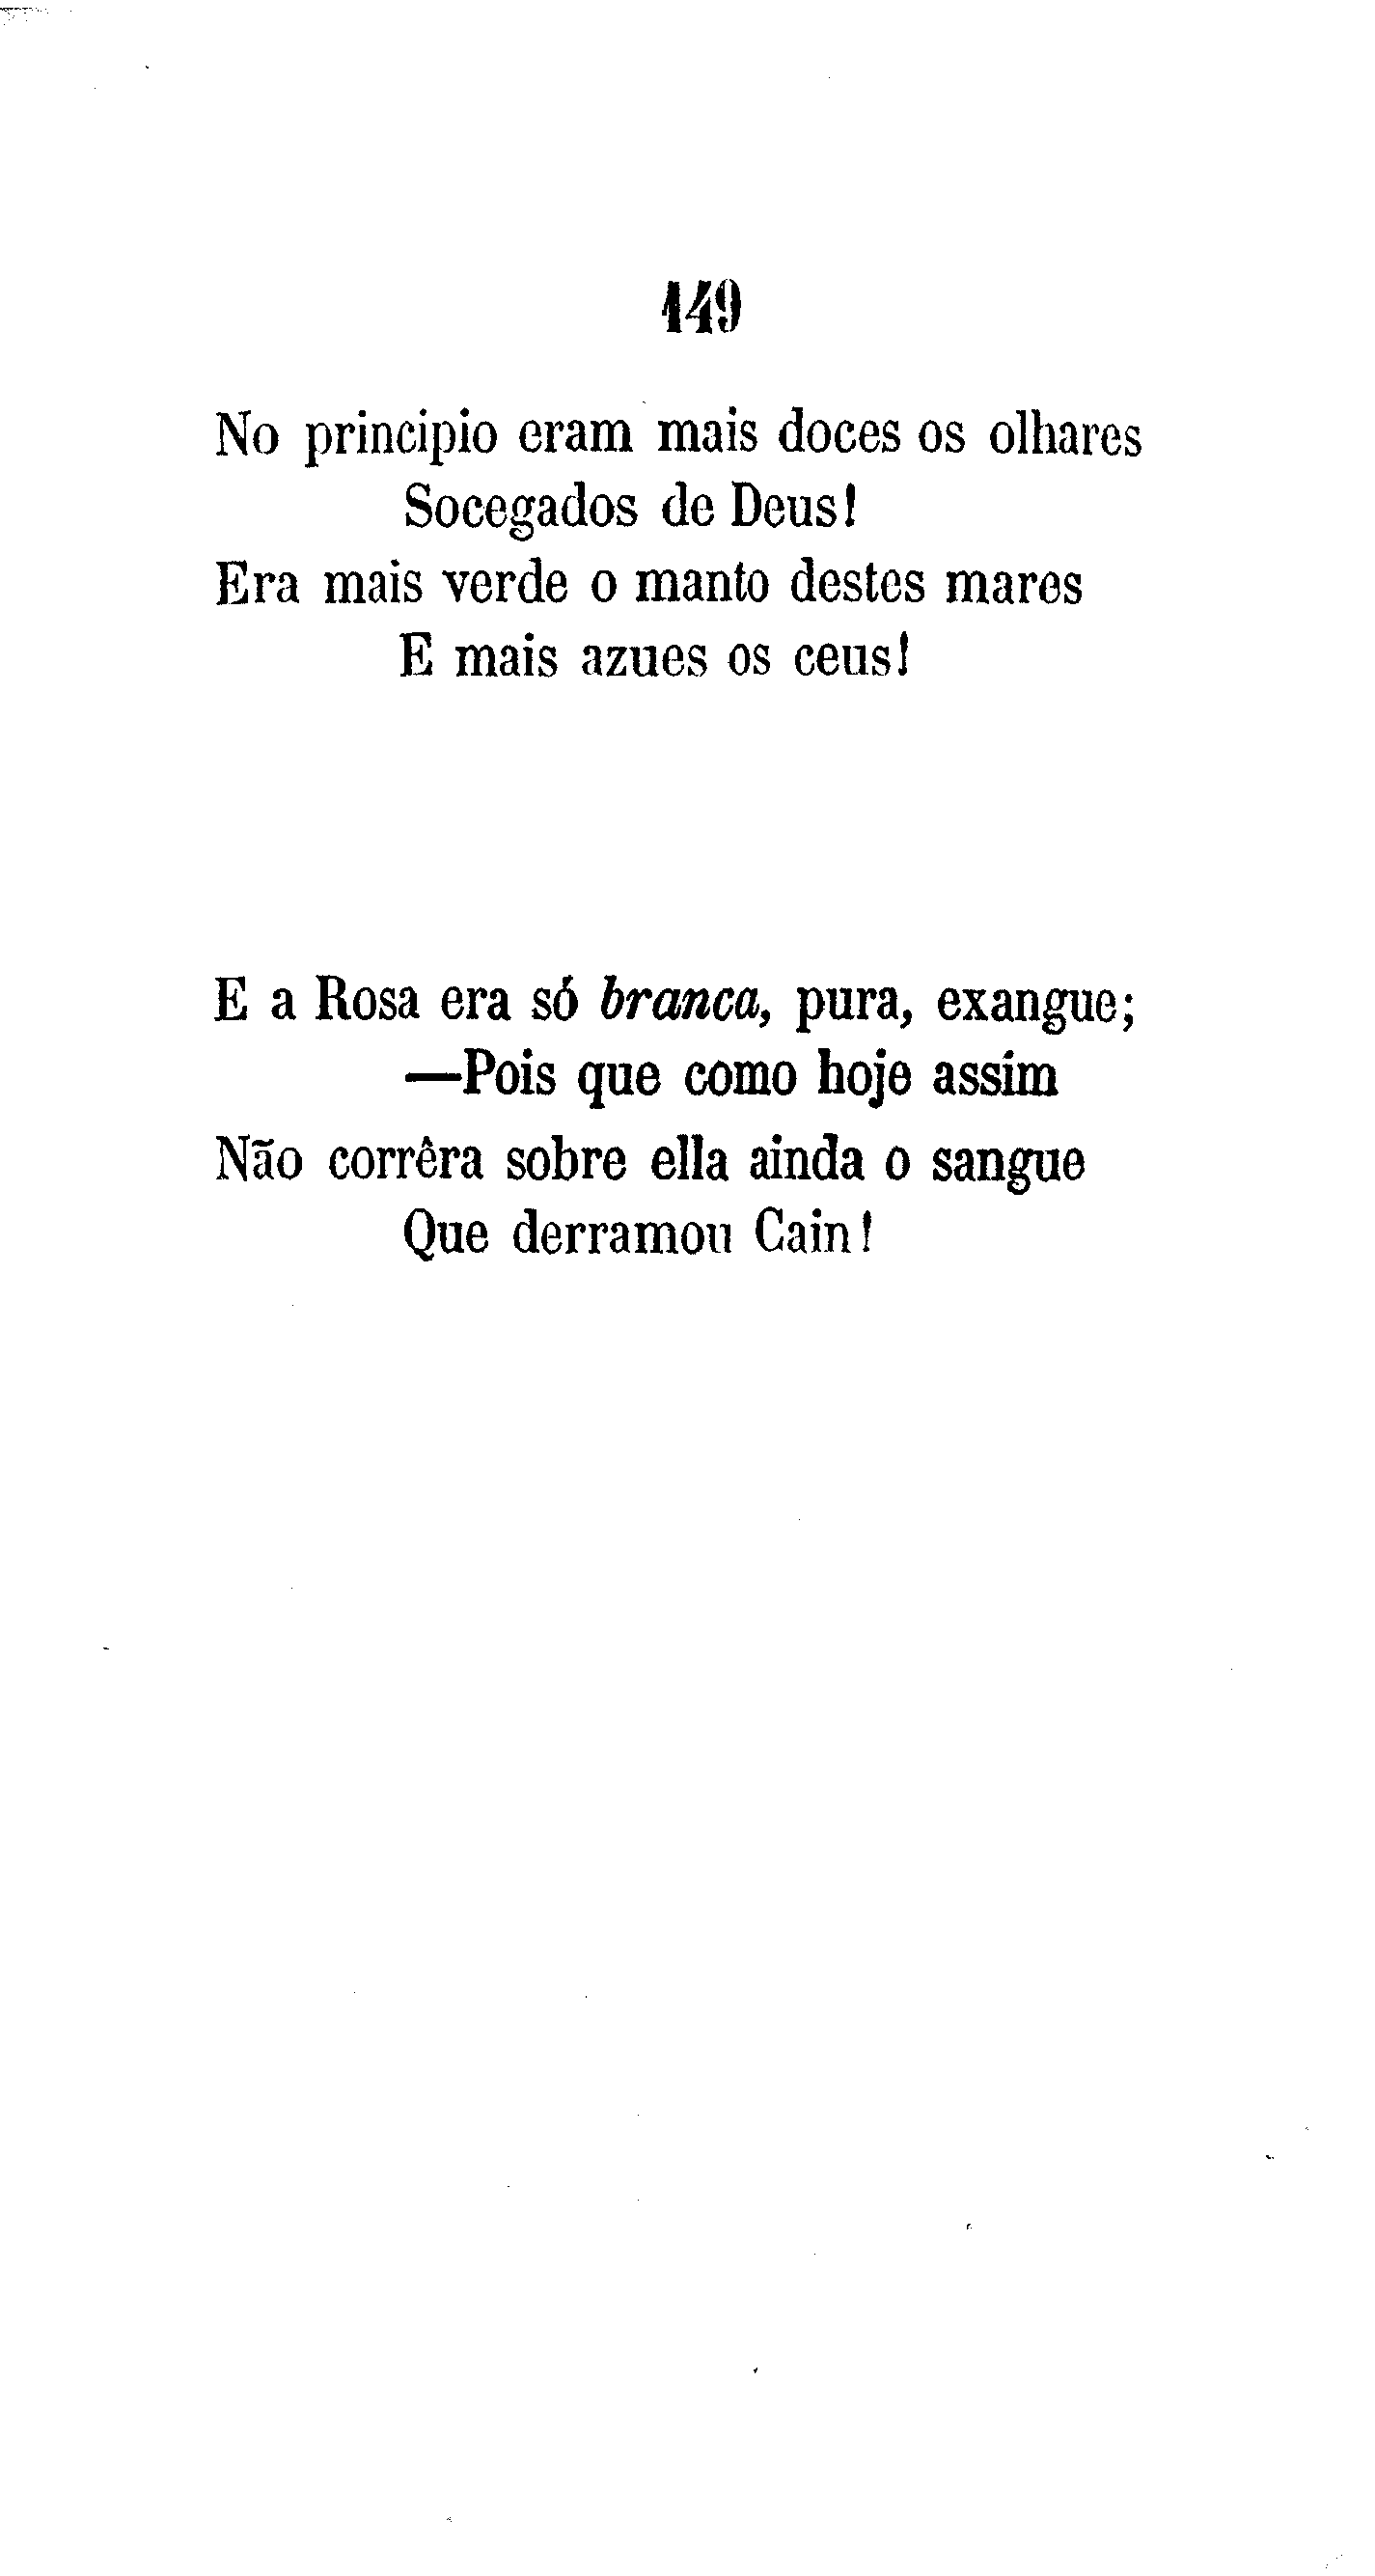 149
No principio eram mais doces os olhares
Socegados de Deus!
Era mais verde o manto destes mares
E mais azues os ceus!
E a Rosa era só branca, pura, exangue;
—Pois que como hoje assim
Não corrêra sobre ella ainda o sangue
Que derramou Cain!